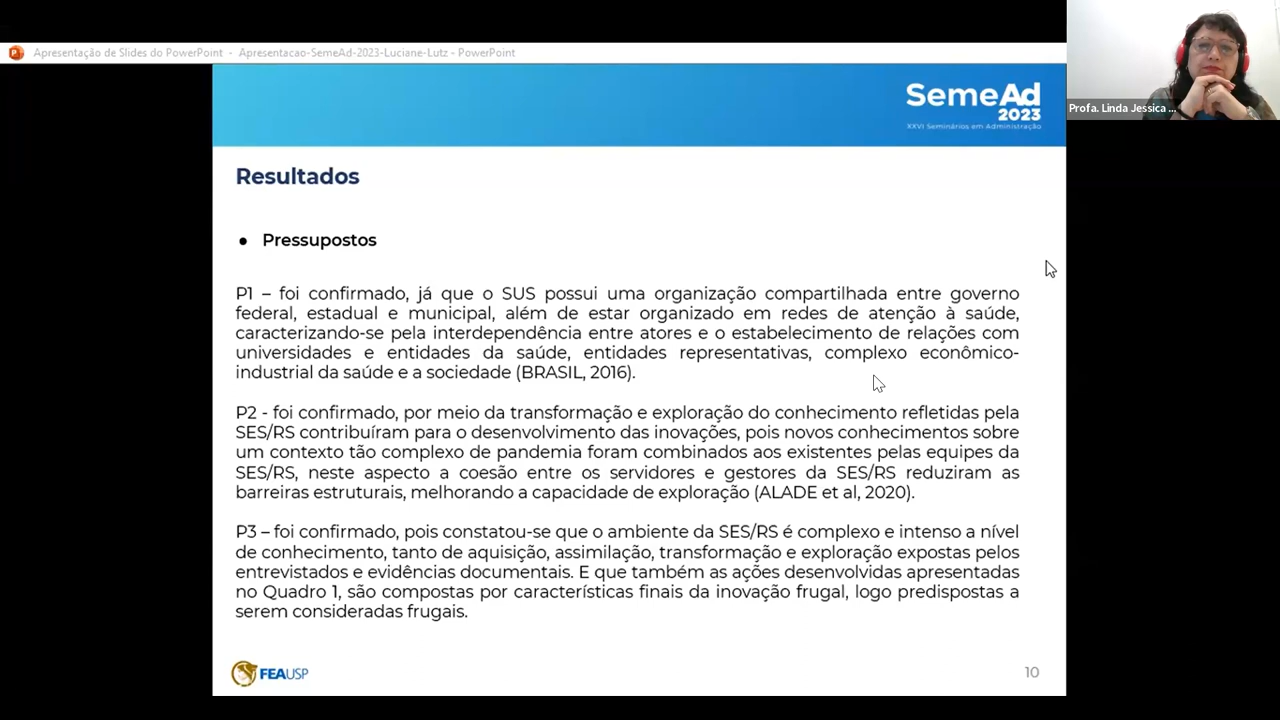 Apresentação de Slides do PowerPoint - Apresentacao-SemeAd-2023-Luciane-Lutz - PowerPoint
Profa. Linda Jessica ...
SemeAd
2023
XXVI Seminários em Administração
Resultados
● Pressupostos
P1 – foi confirmado, já que o SUS possui uma organização compartilhada entre governo
federal, estadual e municipal, além de estar organizado em redes de atenção à saúde,
caracterizando-se pela interdependência entre atores e o estabelecimento de relações com
universidades e entidades da saúde, entidades representativas, complexo econômico-
industrial da saúde e a sociedade (BRASIL, 2016).
P2 - foi confirmado, por meio da transformação e exploração do conhecimento refletidas pela
SES/RS contribuíram para o desenvolvimento das inovações, pois novos conhecimentos sobre
um contexto tão complexo de pandemia foram combinados aos existentes pelas equipes da
SES/RS, neste aspecto a coesão entre os servidores e gestores da SES/RS reduziram as
barreiras estruturais, melhorando a capacidade de exploração (ALADE et al, 2020).
P3 – foi confirmado, pois constatou-se que o ambiente da SES/RS é complexo e intenso a nível
de conhecimento, tanto de aquisição, assimilação, transformação e exploração expostas pelos
entrevistados e evidências documentais. E que também as ações desenvolvidas apresentadas
no Quadro 1, são compostas por características finais da inovação frugal, logo predispostas a
serem consideradas frugais.
FEAUSP
10